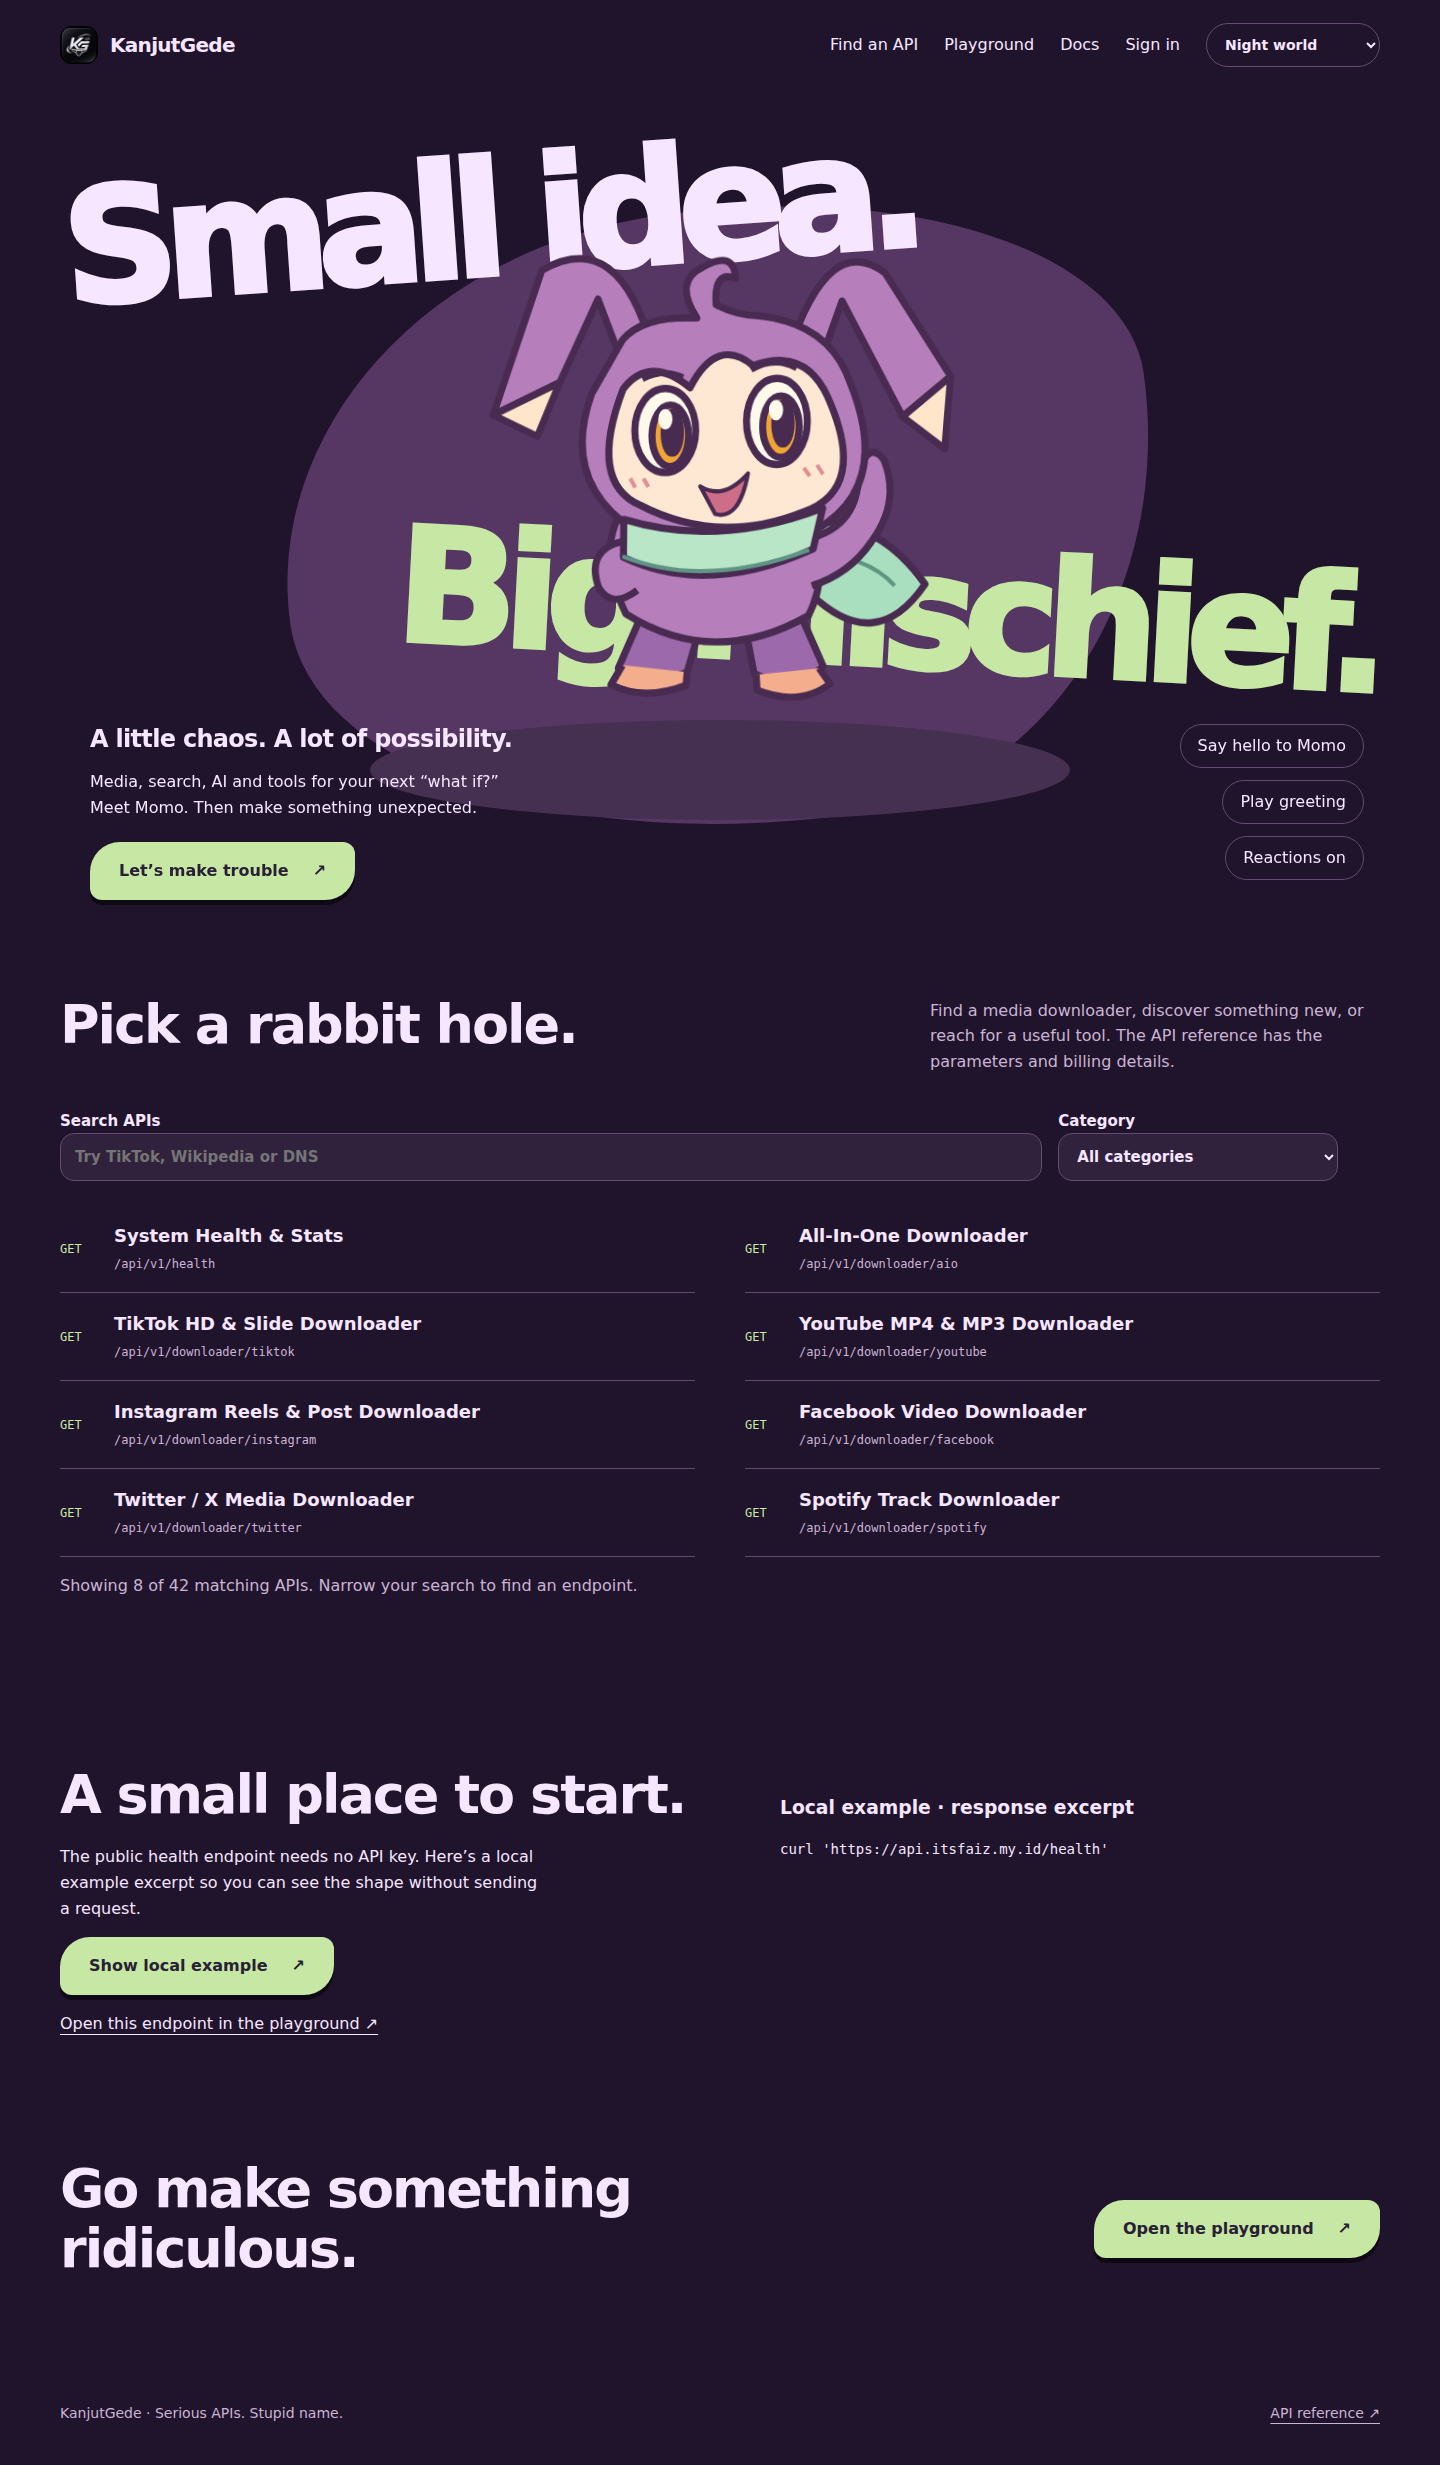 KG KanjutGede
Find an API
Playground
Docs
Sign in
Night world
Small idea.
Big mischief.
A little chaos. A lot of possibility.
Media, search, AI and tools for your next “what if?”
Meet Momo. Then make something unexpected.
Let’s make trouble ↗
Say hello to Momo
Play greeting
Reactions on
Pick a rabbit hole.
Find a media downloader, discover something new, or
reach for a useful tool. The API reference has the
parameters and billing details.
Search APIs
Try TikTok, Wikipedia or DNS
Category
All categories
GET System Health & Stats
/api/v1/health
GET All-In-One Downloader
/api/v1/downloader/aio
GET TikTok HD & Slide Downloader
/api/v1/downloader/tiktok
GET YouTube MP4 & MP3 Downloader
/api/v1/downloader/youtube
GET Instagram Reels & Post Downloader
/api/v1/downloader/instagram
GET Facebook Video Downloader
/api/v1/downloader/facebook
GET Twitter / X Media Downloader
/api/v1/downloader/twitter
GET Spotify Track Downloader
/api/v1/downloader/spotify
Showing 8 of 42 matching APIs. Narrow your search to find an endpoint.
A small place to start.
The public health endpoint needs no API key. Here’s a local
example excerpt so you can see the shape without sending
a request.
Show local example ↗
Open this endpoint in the playground ↗
Local example · response excerpt
curl 'https://api.itsfaiz.my.id/health'
Go make something
ridiculous.
Open the playground ↗
KanjutGede · Serious APIs. Stupid name.
API reference ↗